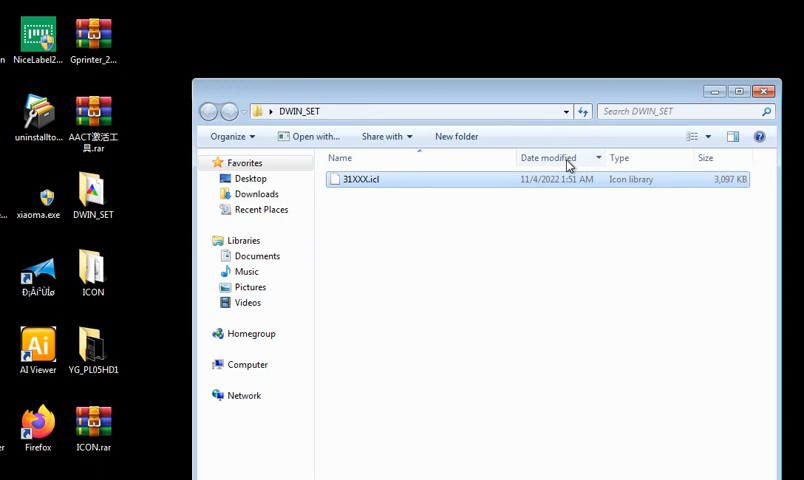 NiceLabel2...
Gprinter_2...
uninstallto...
AACT激活工
具.rar
xiaoma.exe
DWIN_SET
ICON
Ai
AI Viewer
YG_PL05HD1
Firefox
ICON.rar
DWIN_SET
Search DWIN_SET
Organize
Open with...
Share with
New folder
Name
Date modified
Type
Size
31XXX.icl
11/4/2022 1:51 AM
Icon library
3,097 KB
Favorites
Desktop
Downloads
Recent Places
Libraries
Documents
Music
Pictures
Videos
Homegroup
Computer
Network